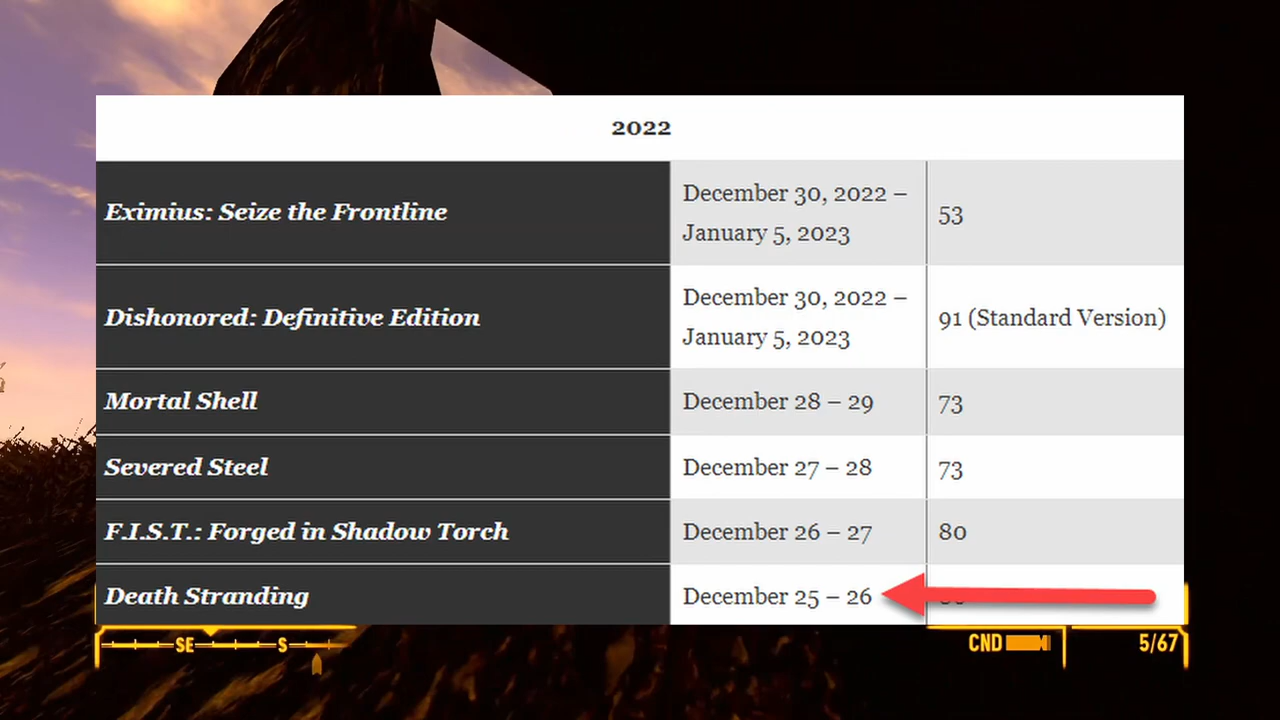 2022
Eximius: Seize the Frontline
December 30, 2022 –
January 5, 2023
53
Dishonored: Definitive Edition
December 30, 2022 –
January 5, 2023
91 (Standard Version)
Mortal Shell
December 28 – 29
73
Severed Steel
December 27 – 28
73
F.I.S.T.: Forged in Shadow Torch
December 26 – 27
80
Death Stranding
December 25 – 26
SE
S
CND
5/67